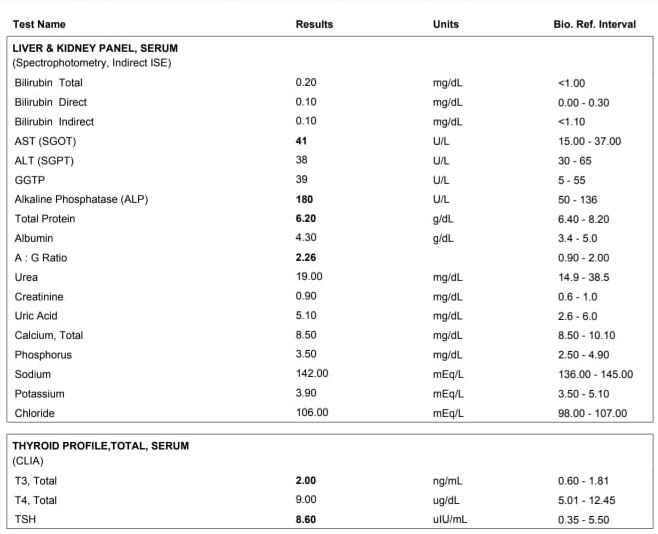 Test Name Results Units Bio. Ref. Interval
LIVER & KIDNEY PANEL, SERUM
(Spectrophotometry, Indirect ISE)
Bilirubin Total 0.20 mg/dL <1.00
Bilirubin Direct 0.10 mg/dL 0.00 - 0.30
Bilirubin Indirect 0.10 mg/dL <1.10
AST (SGOT) 41 U/L 15.00 - 37.00
ALT (SGPT) 38 U/L 30 - 65
GGTP 39 U/L 5 - 55
Alkaline Phosphatase (ALP) 180 U/L 50 - 136
Total Protein 6.20 g/dL 6.40 - 8.20
Albumin 4.30 g/dL 3.4 - 5.0
A : G Ratio 2.26 0.90 - 2.00
Urea 19.00 mg/dL 14.9 - 38.5
Creatinine 0.90 mg/dL 0.6 - 1.0
Uric Acid 5.10 mg/dL 2.6 - 6.0
Calcium, Total 8.50 mg/dL 8.50 - 10.10
Phosphorus 3.50 mg/dL 2.50 - 4.90
Sodium 142.00 mEq/L 136.00 - 145.00
Potassium 3.90 mEq/L 3.50 - 5.10
Chloride 106.00 mEq/L 98.00 - 107.00
THYROID PROFILE,TOTAL, SERUM
(CLIA)
T3, Total 2.00 ng/mL 0.60 - 1.81
T4, Total 9.00 ug/dL 5.01 - 12.45
TSH 8.60 uIU/mL 0.35 - 5.50